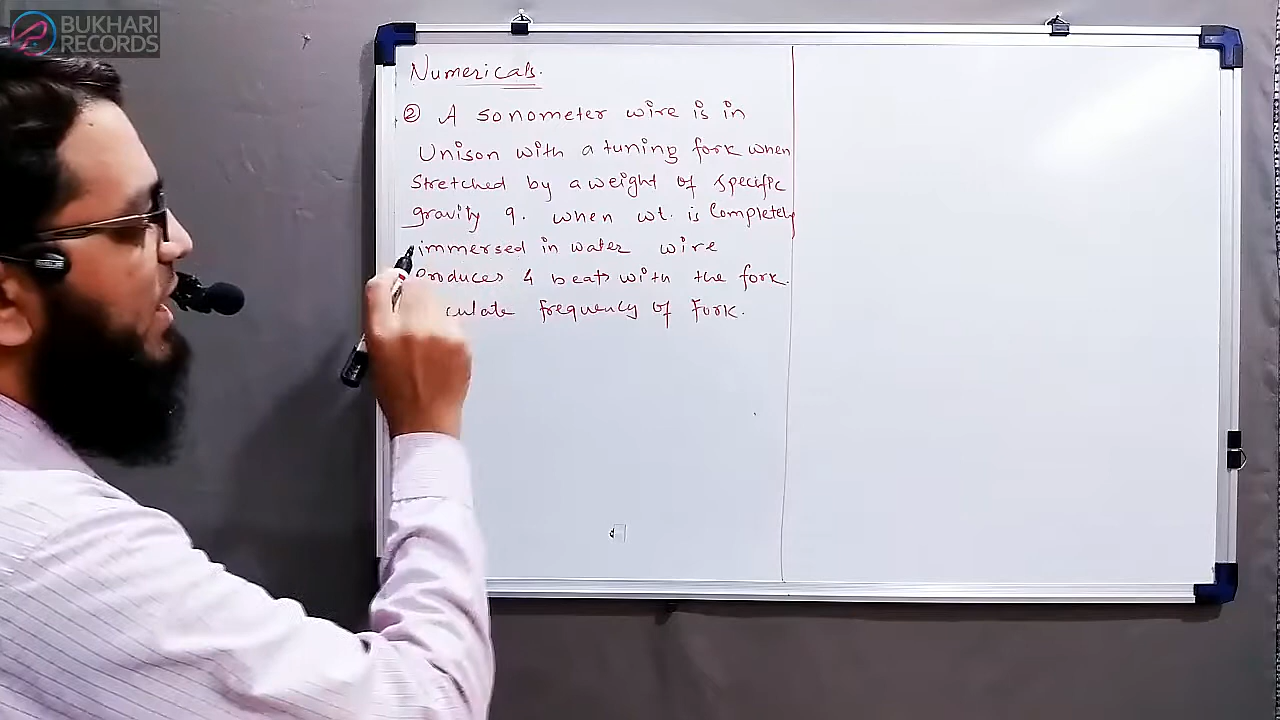 BUKHARI
RECORDS
Numericals.
② A sonometer wire is in
Unison with a tuning fork when
Stretched by a weight of specific
gravity 9. when wt. is Completely
immersed in water wire
Produces 4 beats with the fork.
culate frequency of Fork.